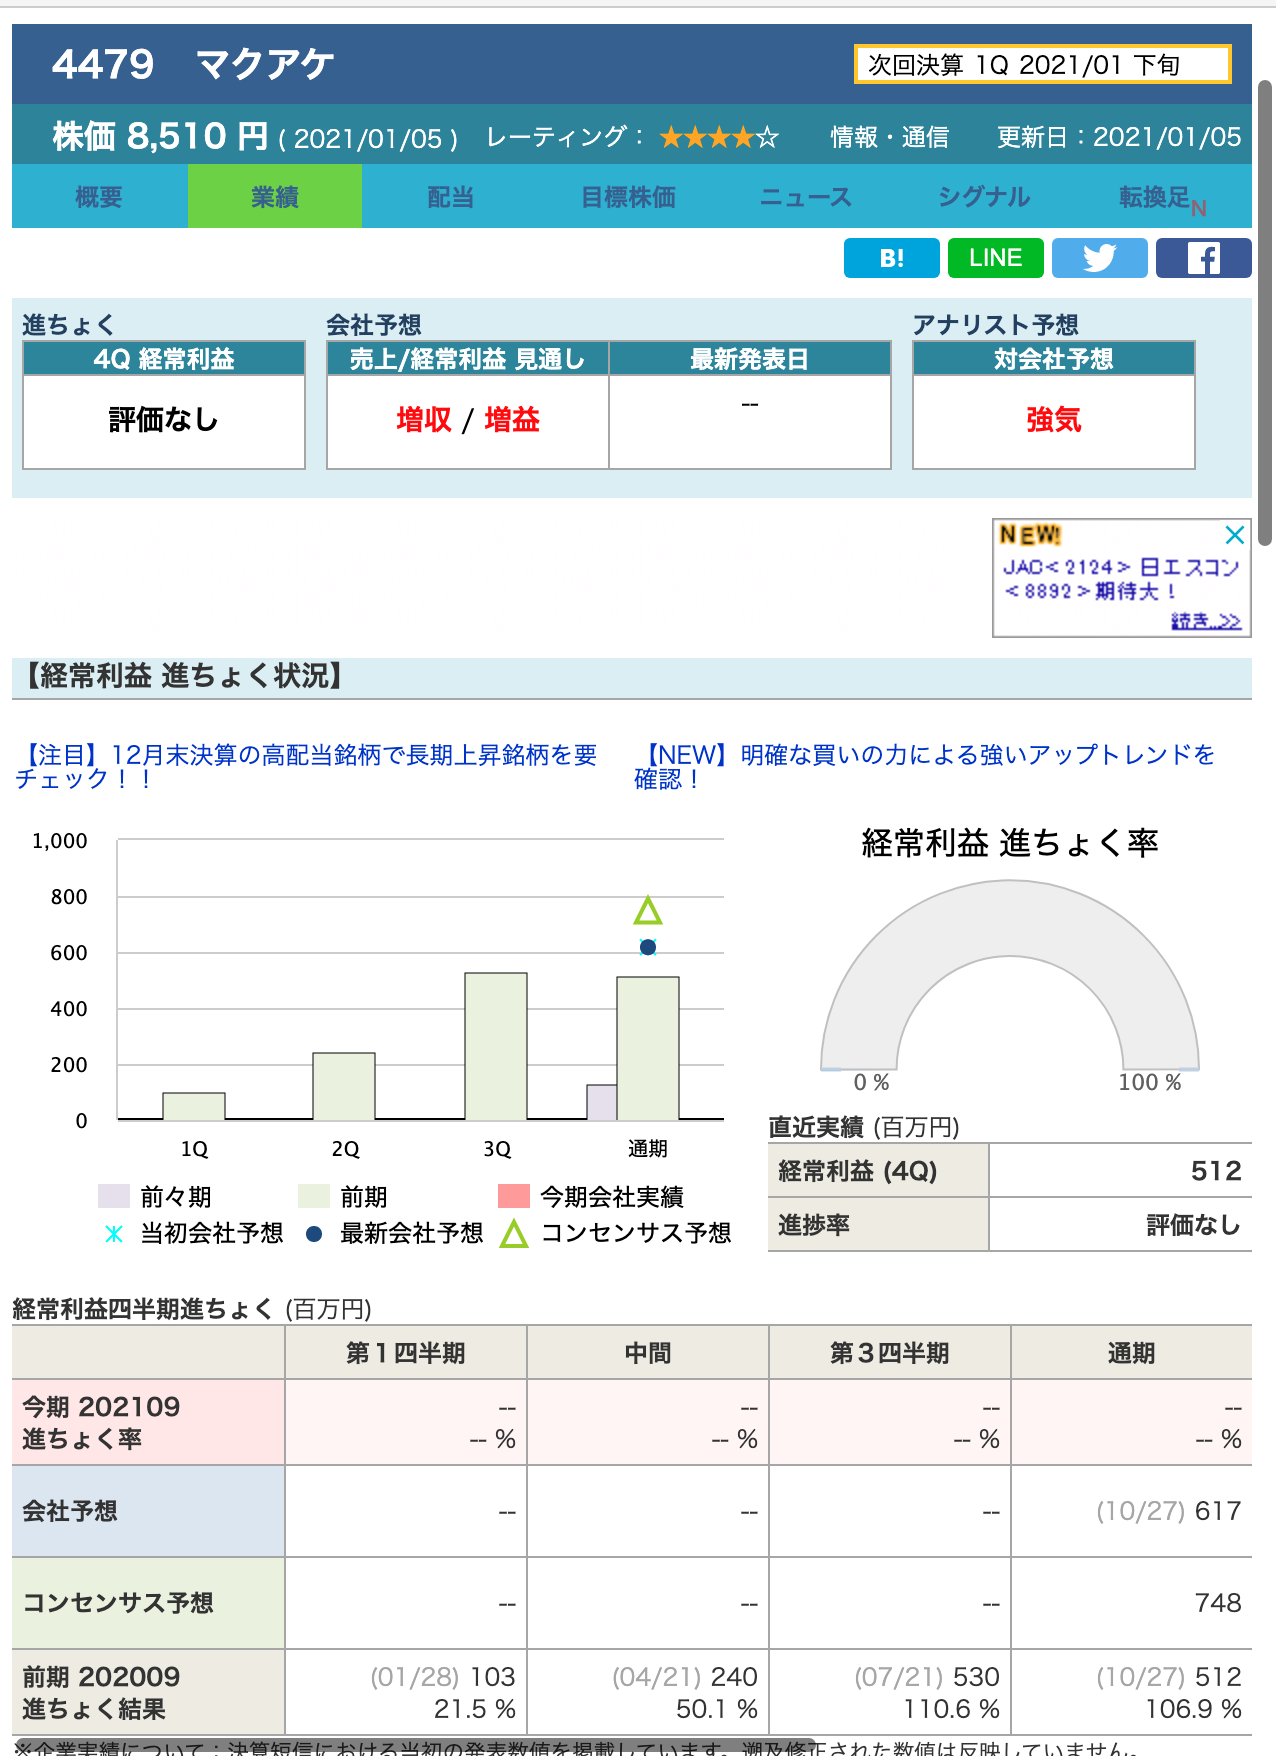 4479　マクアケ
次回決算 1Q 2021/01 下旬
株価 8,510 円 ( 2021/01/05 )　レーティング： ★★★★☆　情報・通信　更新日：2021/01/05
概要　業績　配当　目標株価　ニュース　シグナル　転換足N
B!　LINE
進ちょく　会社予想　アナリスト予想
4Q 経常利益　売上/経常利益 見通し　最新発表日　対会社予想
評価なし　増収 / 増益　--　強気
NEW!
JAC<2124> 日エスコン
<8892>期待大！
続き..>>
【経常利益 進ちょく状況】
【注目】12月末決算の高配当銘柄で長期上昇銘柄を要
チェック！！
【NEW】明確な買いの力による強いアップトレンドを
確認！
1,000
800
600
400
200
0
1Q　2Q　3Q　通期
前々期　前期　今期会社実績
当初会社予想　最新会社予想　コンセンサス予想
経常利益 進ちょく率
0 %　100 %
直近実績 (百万円)
経常利益 (4Q)　512
進捗率　評価なし
経常利益四半期進ちょく (百万円)
第１四半期　中間　第３四半期　通期
今期 202109　--　--　--　--
進ちょく率　-- %　-- %　-- %　-- %
会社予想　--　--　--　(10/27) 617
コンセンサス予想　--　--　--　748
前期 202009　(01/28) 103　(04/21) 240　(07/21) 530　(10/27) 512
進ちょく結果　21.5 %　50.1 %　110.6 %　106.9 %
※企業実績について：決算短信における当初の発表数値を掲載しています。遡及修正された数値は反映していません。